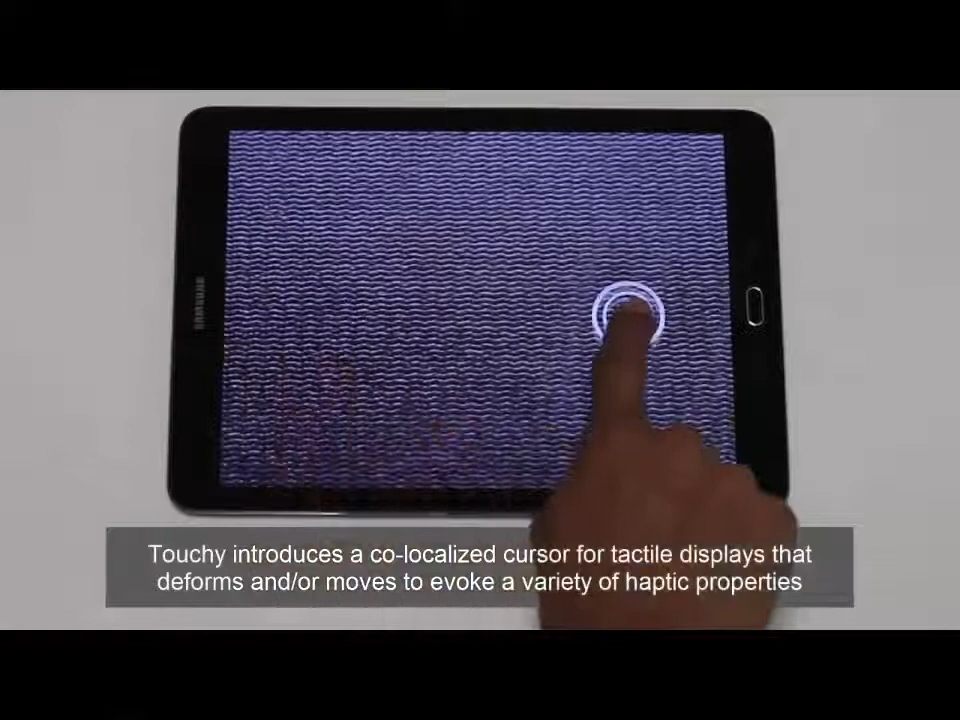 SAMSUNG
Touchy introduces a co-localized cursor for tactile displays that
deforms and/or moves to evoke a variety of haptic properties